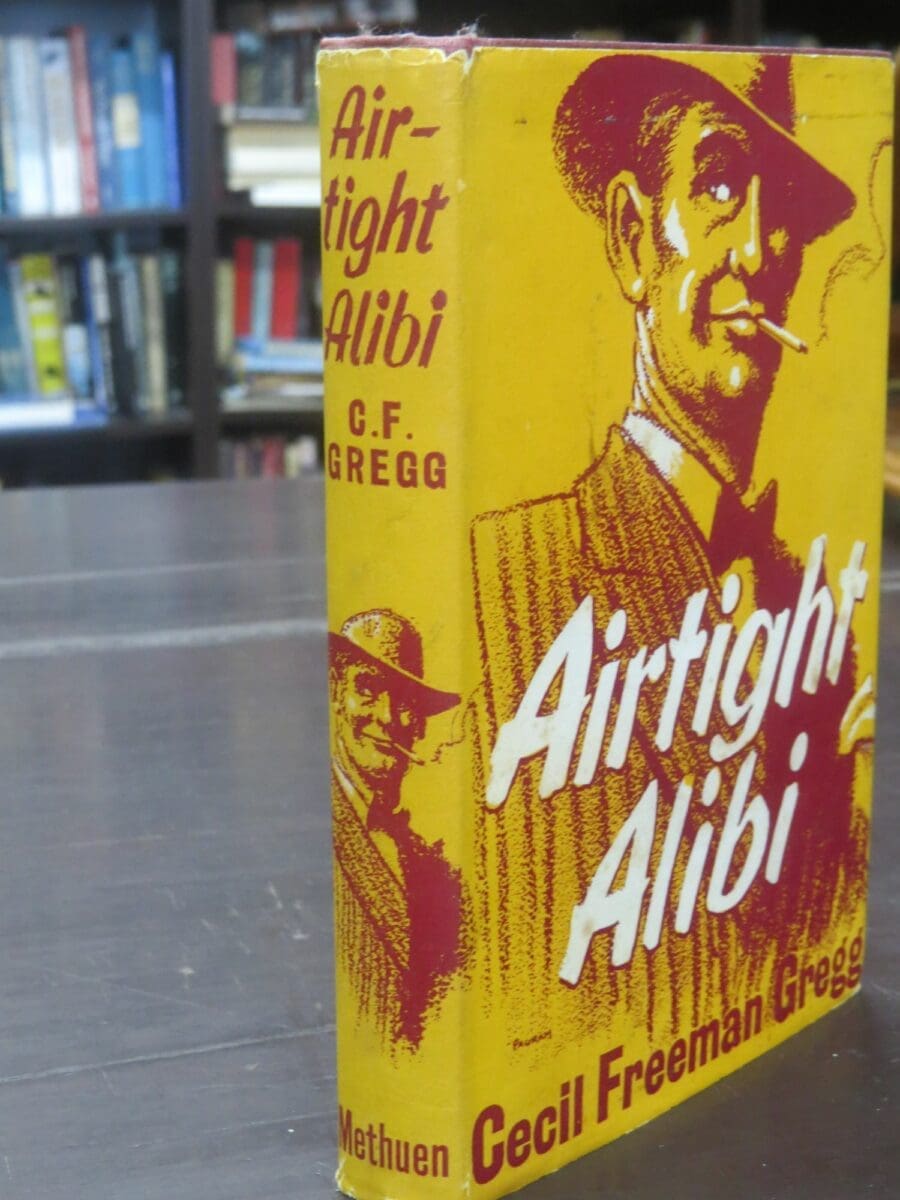 Air-
tight
Alibi
C.F.
GREGG
Methuen
Airtight
Alibi
Cecil Freeman Gregg